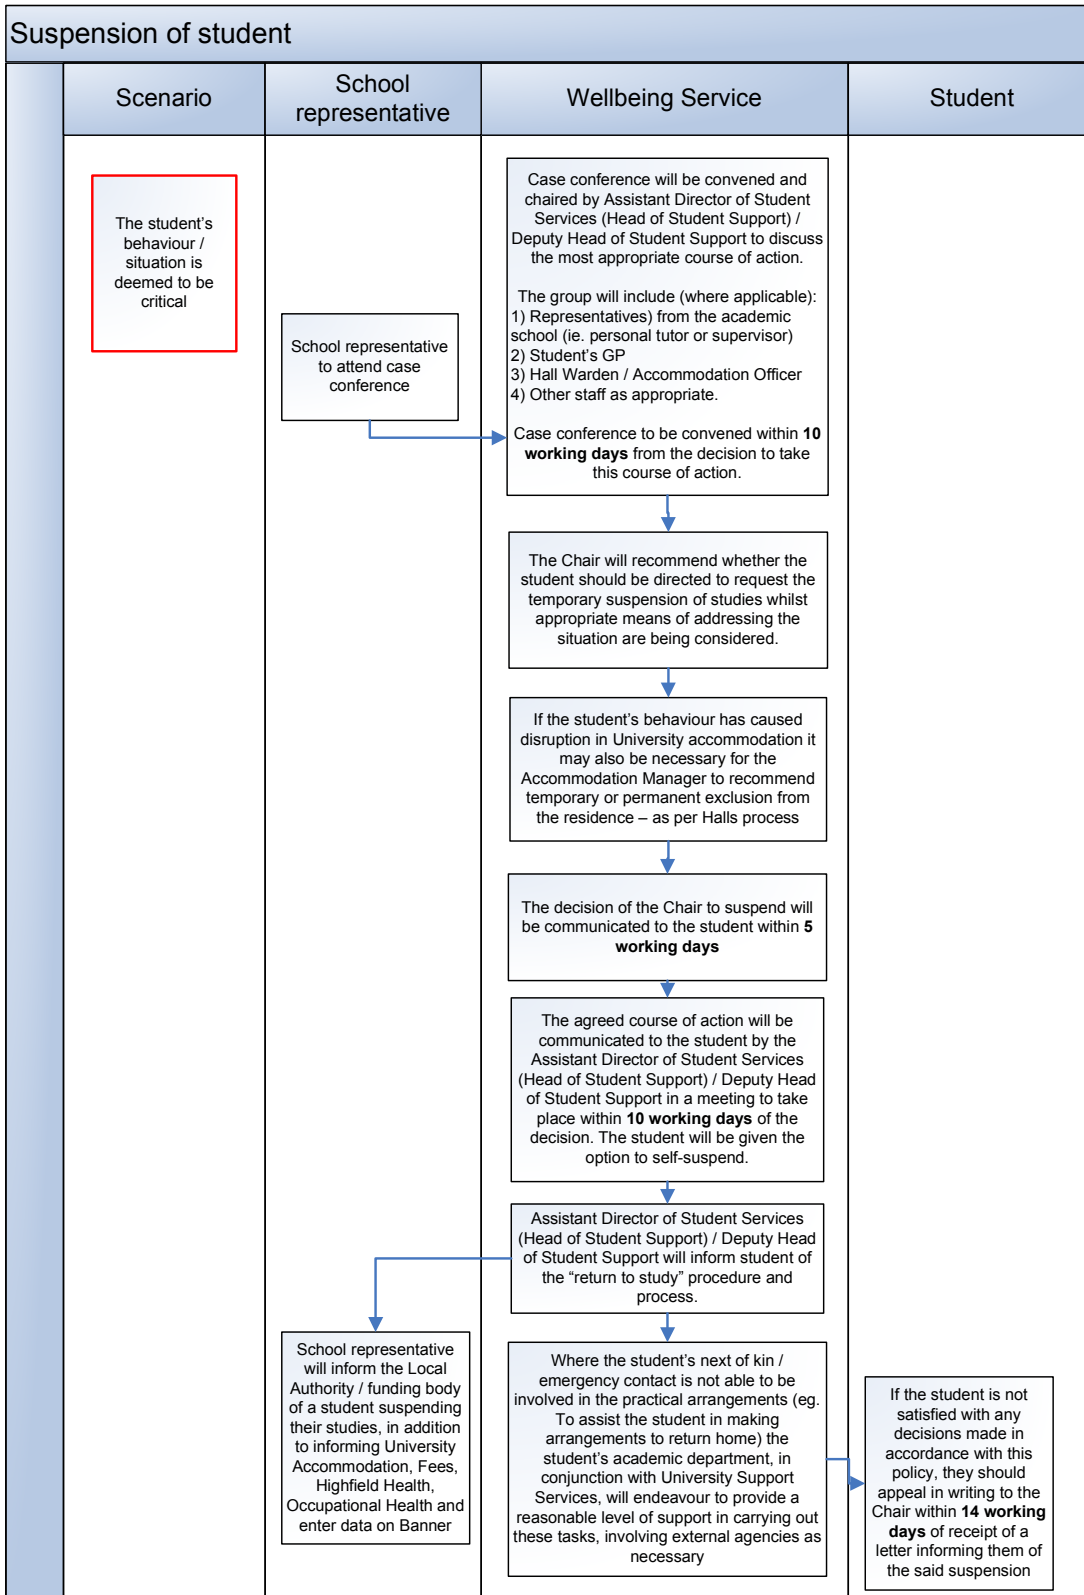 Suspension of student
Scenario
School
representative
Wellbeing Service
Student
The student’s
behaviour /
situation is
deemed to be
critical
School representative
to attend case
conference
Case conference will be convened and
chaired by Assistant Director of Student
Services (Head of Student Support) /
Deputy Head of Student Support to discuss
the most appropriate course of action.
The group will include (where applicable):
1) Representatives) from the academic
school (ie. personal tutor or supervisor)
2) Student’s GP
3) Hall Warden / Accommodation Officer
4) Other staff as appropriate.
Case conference to be convened within 10
working days from the decision to take
this course of action.
The Chair will recommend whether the
student should be directed to request the
temporary suspension of studies whilst
appropriate means of addressing the
situation are being considered.
If the student’s behaviour has caused
disruption in University accommodation it
may also be necessary for the
Accommodation Manager to recommend
temporary or permanent exclusion from
the residence – as per Halls process
The decision of the Chair to suspend will
be communicated to the student within 5
working days
The agreed course of action will be
communicated to the student by the
Assistant Director of Student Services
(Head of Student Support) / Deputy Head
of Student Support in a meeting to take
place within 10 working days of the
decision. The student will be given the
option to self-suspend.
Assistant Director of Student Services
(Head of Student Support) / Deputy Head
of Student Support will inform student of
the “return to study” procedure and
process.
School representative
will inform the Local
Authority / funding body
of a student suspending
their studies, in addition
to informing University
Accommodation, Fees,
Highfield Health,
Occupational Health and
enter data on Banner
Where the student’s next of kin /
emergency contact is not able to be
involved in the practical arrangements (eg.
To assist the student in making
arrangements to return home) the
student’s academic department, in
conjunction with University Support
Services, will endeavour to provide a
reasonable level of support in carrying out
these tasks, involving external agencies as
necessary
If the student is not
satisfied with any
decisions made in
accordance with this
policy, they should
appeal in writing to the
Chair within 14 working
days of receipt of a
letter informing them of
the said suspension